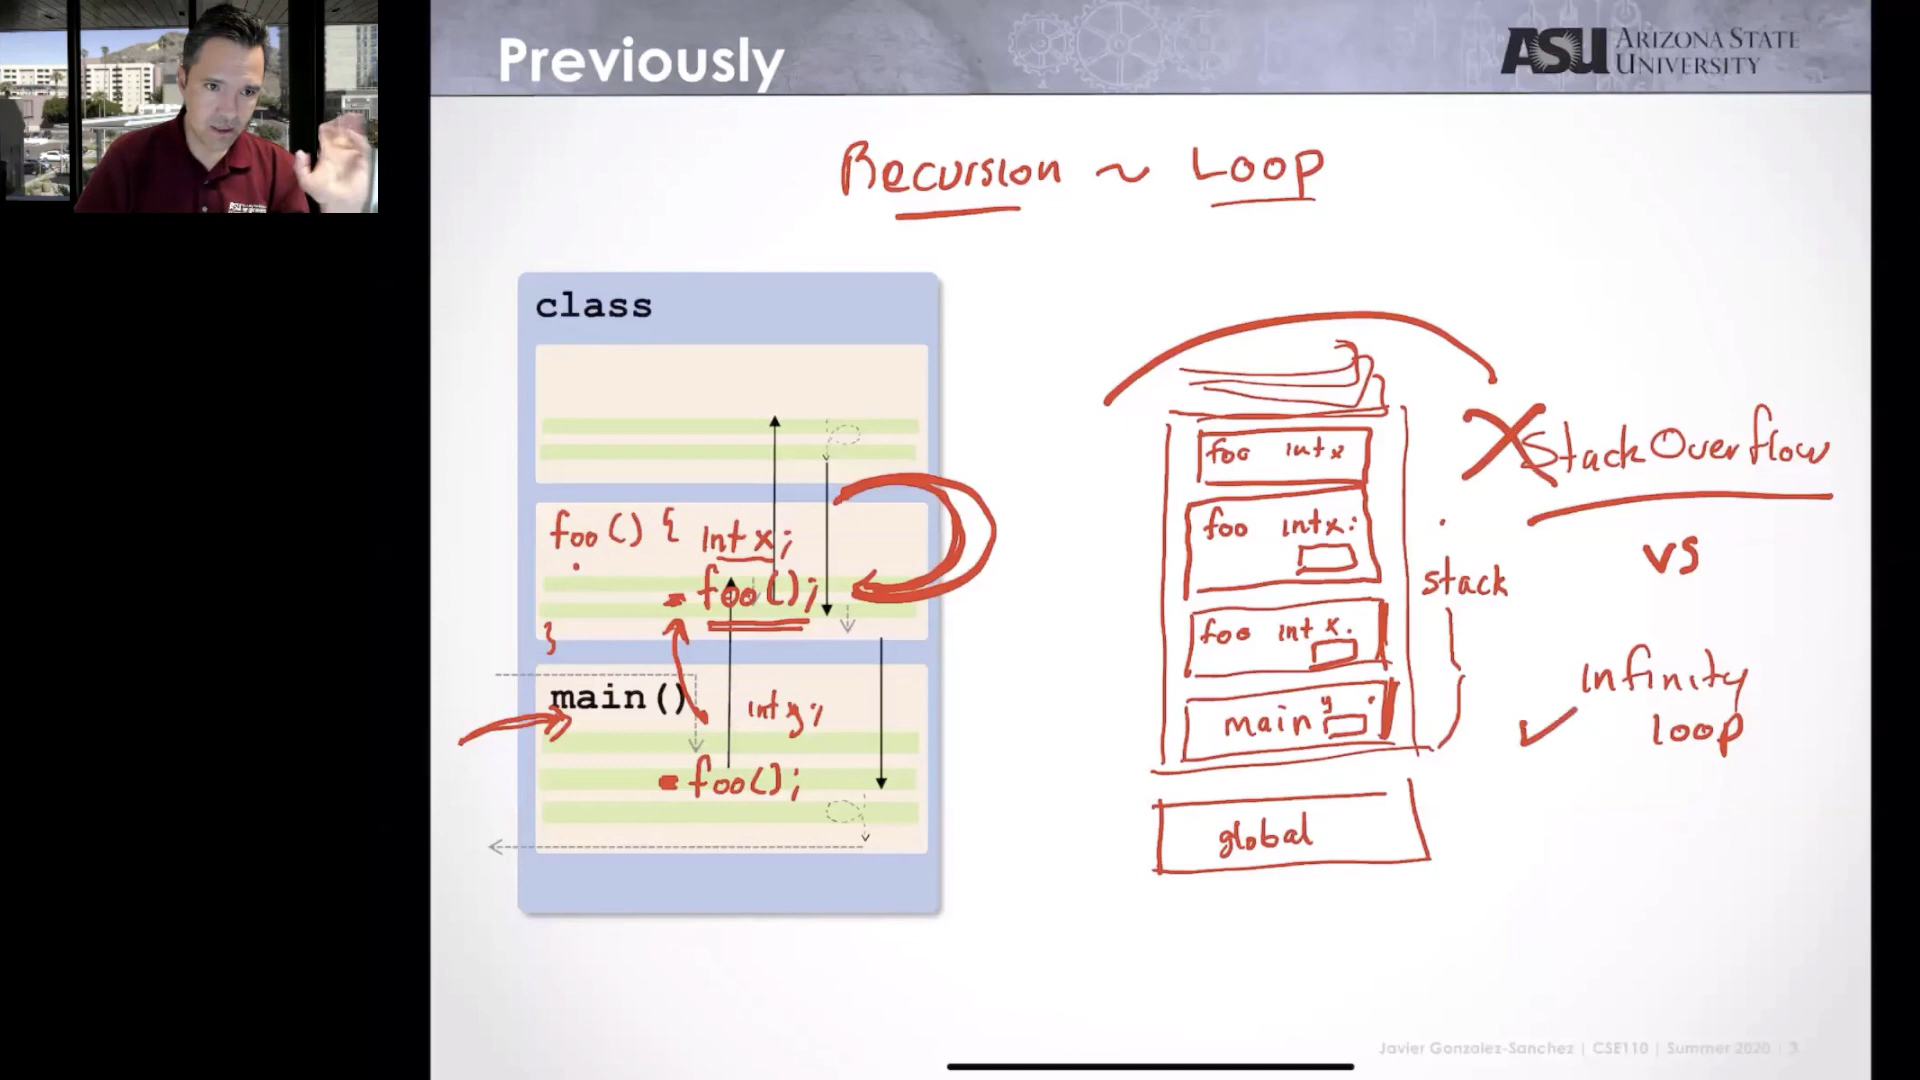 Previously
ASU ARIZONA STATE UNIVERSITY
Recursion ~ Loop
class
foo() { int x;
foo();
}
main()
int y;
foo();
foo int x
foo int x;
foo int x.
main y
stack
global
StackOverflow
vs
infinity
loop
Javier Gonzalez-Sanchez | CSE110 | Summer 2020 | 3